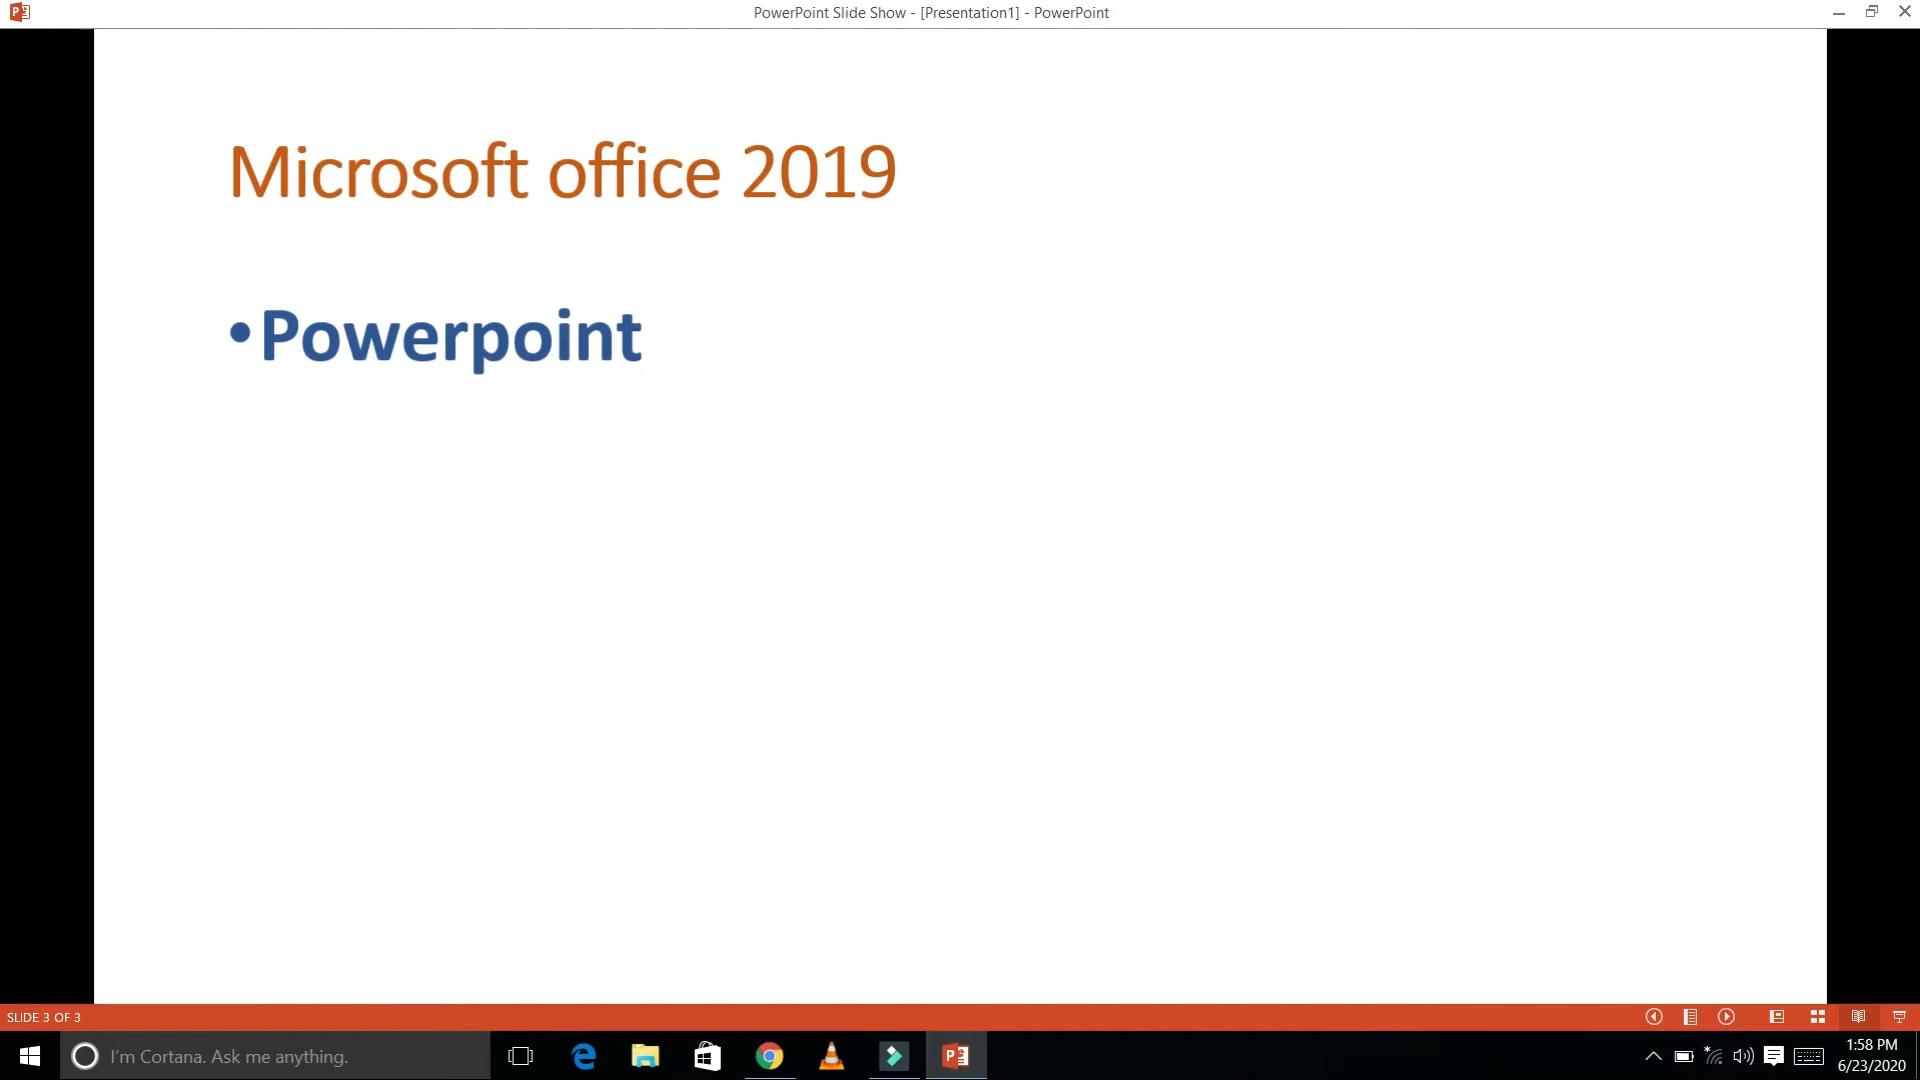 PowerPoint Slide Show - [Presentation1] - PowerPoint
Microsoft office 2019
•Powerpoint
SLIDE 3 OF 3
I'm Cortana. Ask me anything.
1:58 PM
6/23/2020